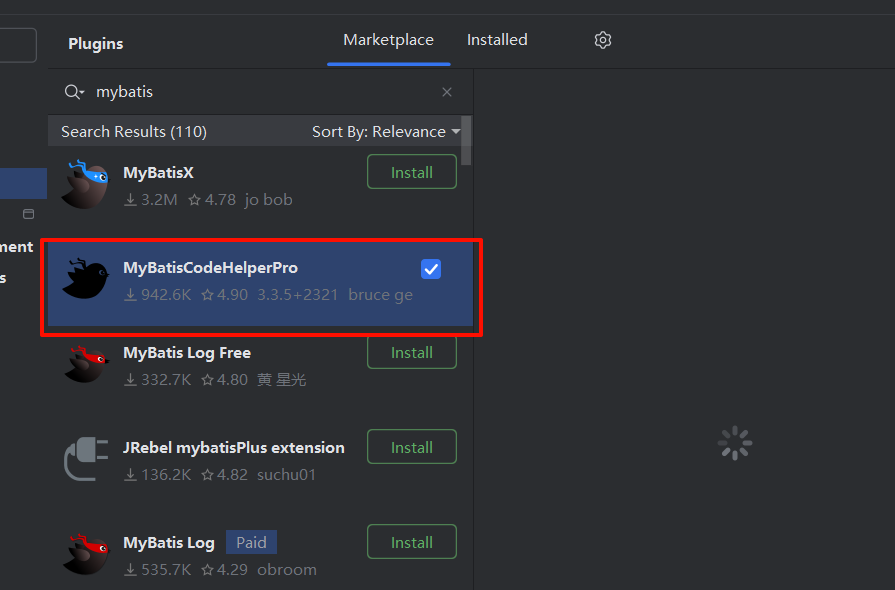 Plugins Marketplace Installed
mybatis
Search Results (110) Sort By: Relevance
MyBatisX Install
3.2M 4.78 jo bob
ment
MyBatisCodeHelperPro
s
942.6K 4.90 3.3.5+2321 bruce ge
MyBatis Log Free Install
332.7K 4.80 黄 星光
JRebel mybatisPlus extension Install
136.2K 4.82 suchu01
MyBatis Log Paid Install
535.7K 4.29 obroom